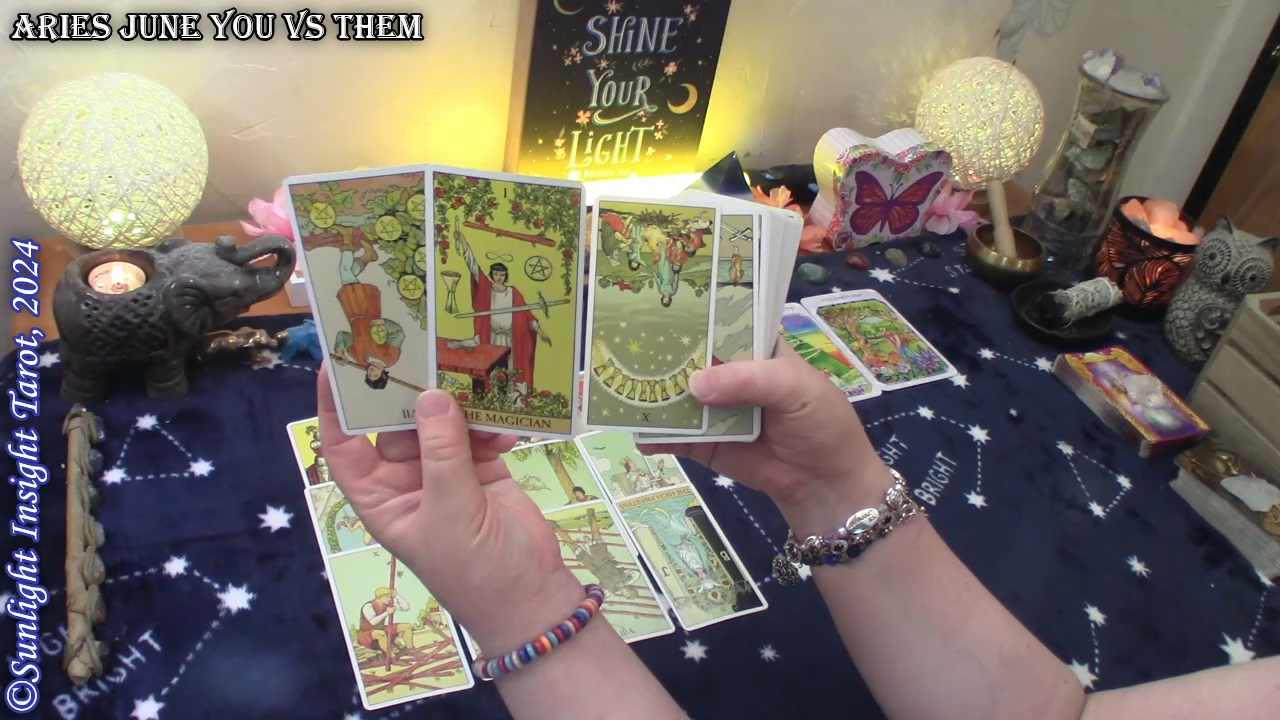 ARIES JUNE YOU VS THEM
SHINE
YOUR
LIGHT
I
THE MAGICIAN
X
©Sunlight Insight Tarot, 2024
BRIGHT
BRIGHT
X
B
J